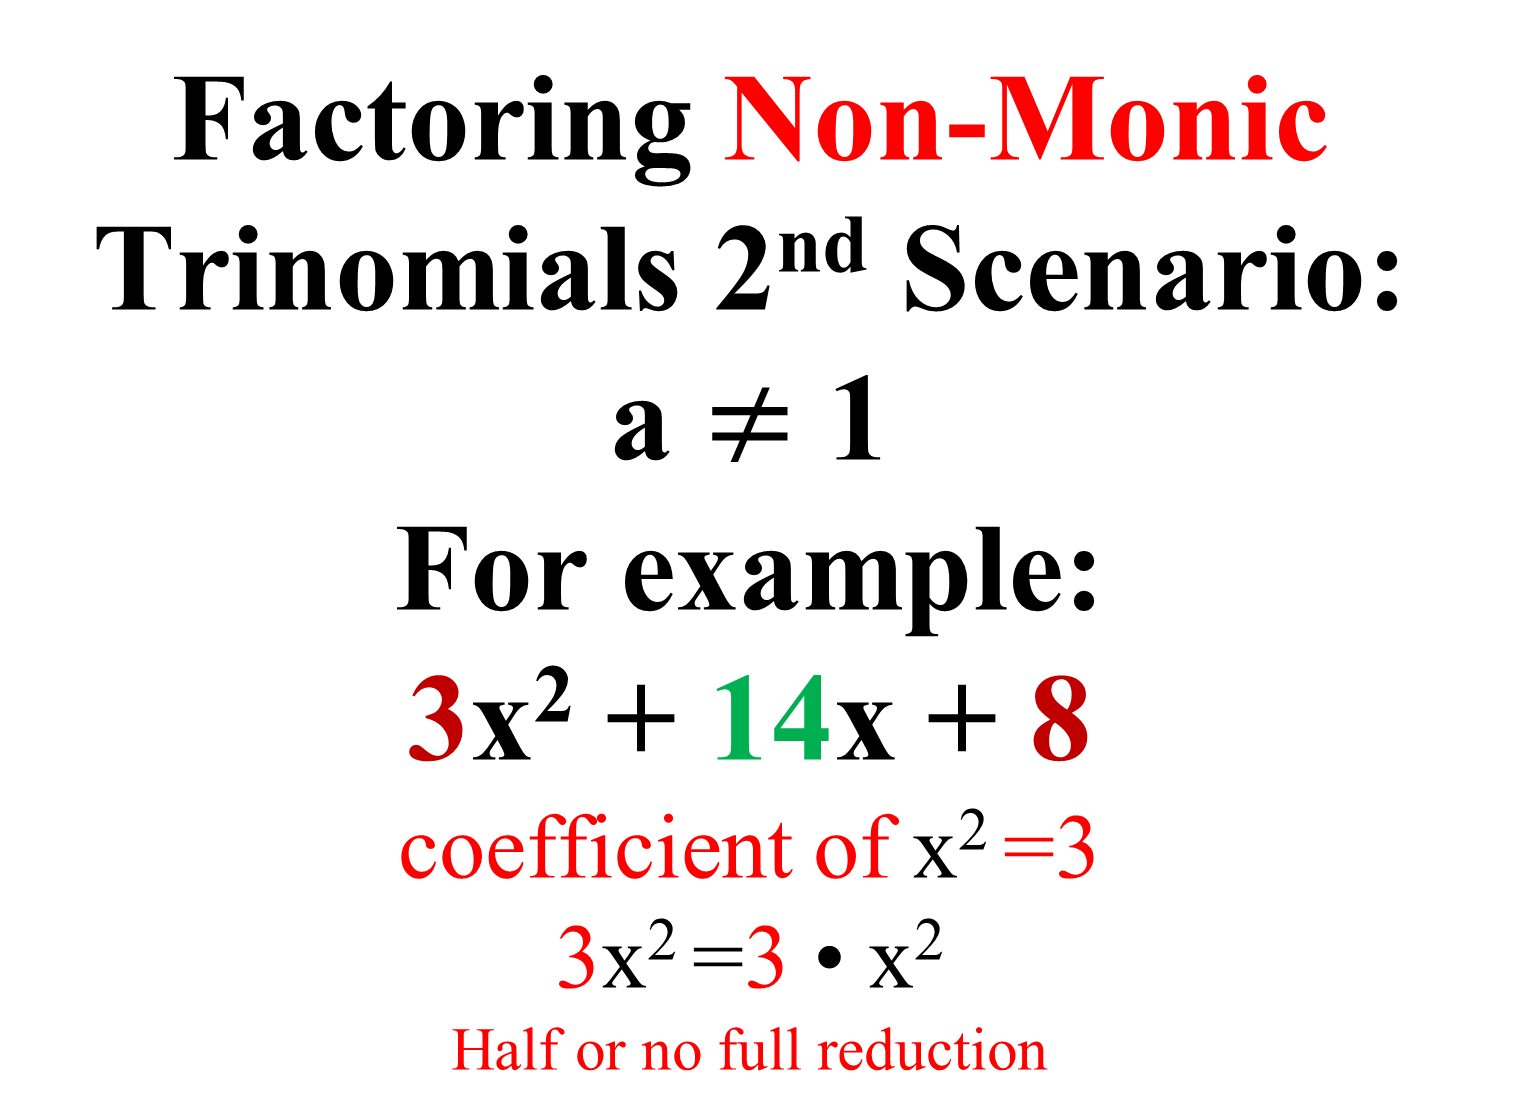 Factoring Non-Monic
Trinomials 2nd Scenario:
a ≠ 1
For example:
3x² + 14x + 8
coefficient of x² =3
3x² =3 • x²
Half or no full reduction